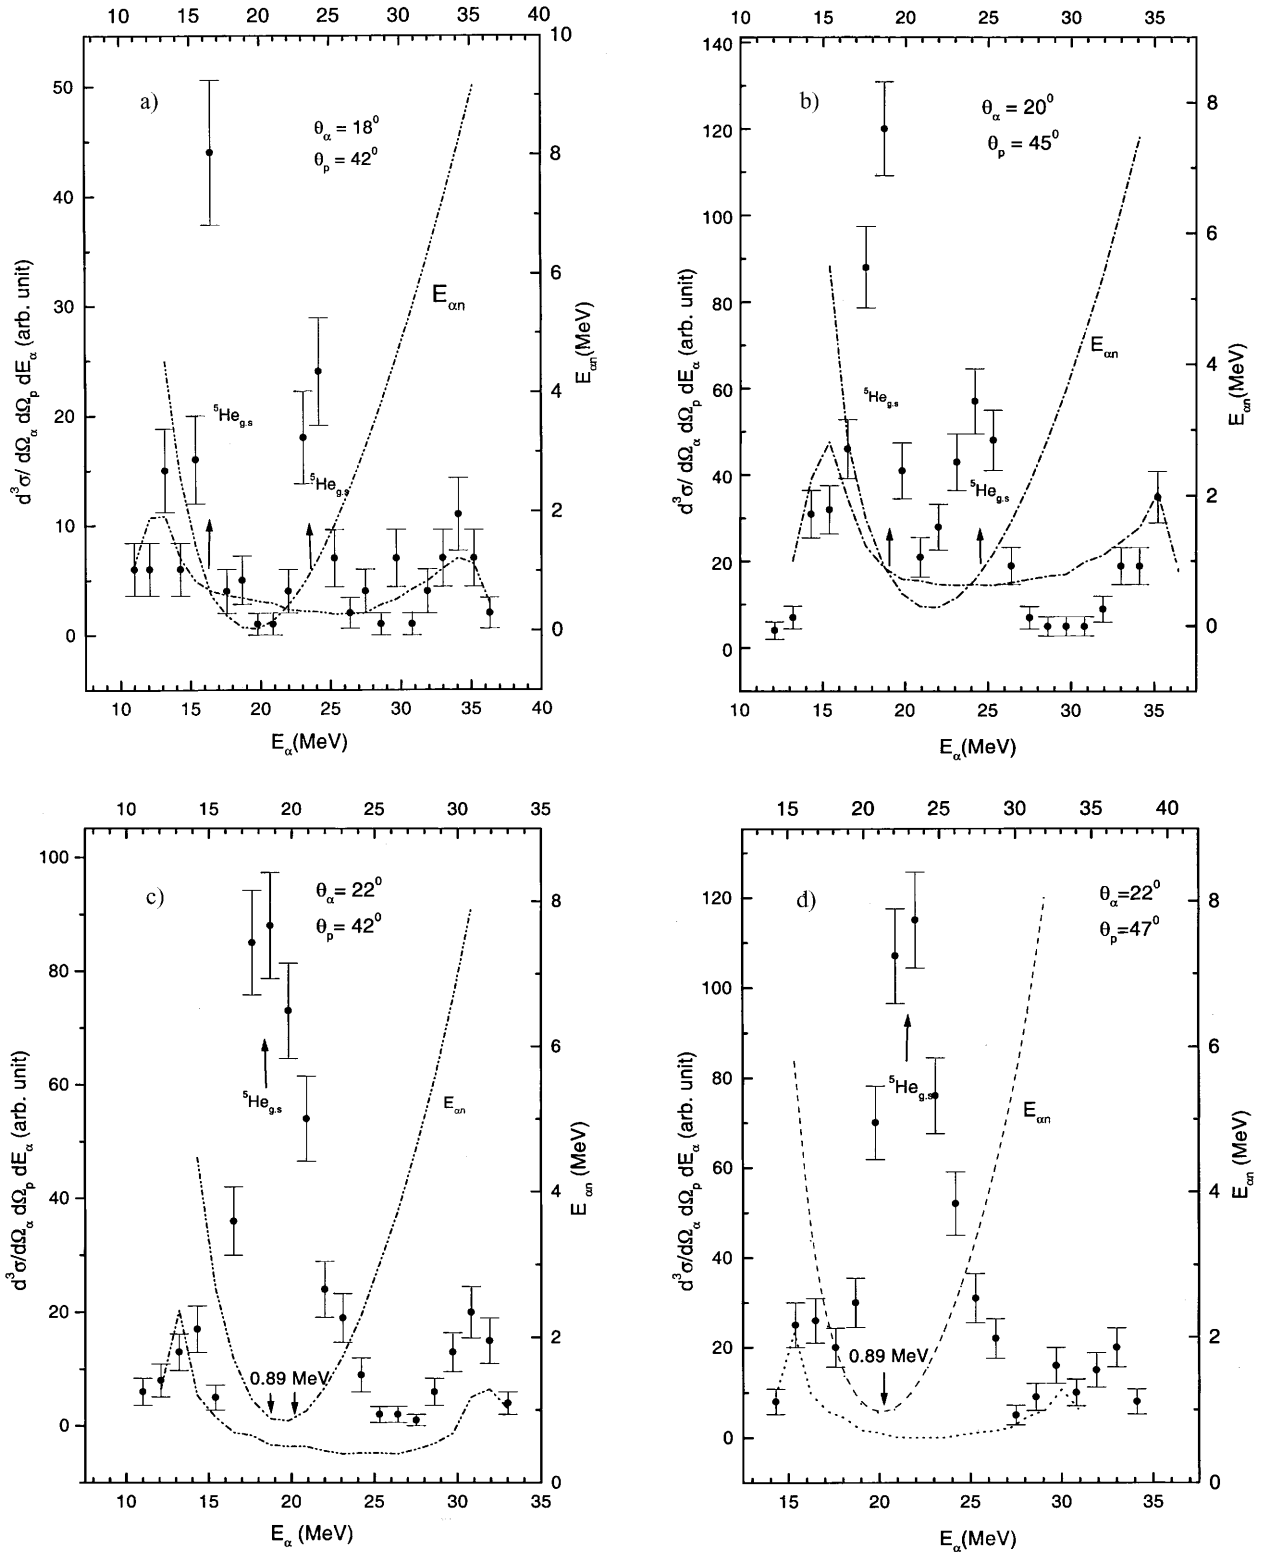 10 15 20 25 30 35 40
10
a)
θα = 18⁰
θp = 42⁰
50
40
30
20
10
0
8
6
4
2
0
Eαn
⁵Heg.s
⁵Heg.s
d³σ/ dΩα dΩp dEα (arb. unit)
Eαn(MeV)
10 15 20 25 30 35 40
Eα(MeV)
10 15 20 25 30 35
b)
θα = 20⁰
θp = 45⁰
140
120
100
80
60
40
20
0
8
6
4
2
0
Eαn
⁵Heg.s
⁵Heg.s
d³σ/ dΩα dΩp dEα (arb. unit)
Eαn(MeV)
10 15 20 25 30 35
Eα(MeV)
10 15 20 25 30 35
c)
θα = 22⁰
θp = 42⁰
100
80
60
40
20
0
8
6
4
2
0
⁵Heg.s
Eαn
0.89 MeV
d³σ/dΩα dΩp dEα (arb. unit)
Eαn (MeV)
10 15 20 25 30 35
Eα (MeV)
15 20 25 30 35 40
d)
θα=22⁰
θp=47⁰
120
100
80
60
40
20
0
8
6
4
2
0
⁵Heg.s
Eαn
0.89 MeV
d³σ/dΩα dΩp dEα (arb. unit)
Eαn (MeV)
15 20 25 30 35
Eα(MeV)